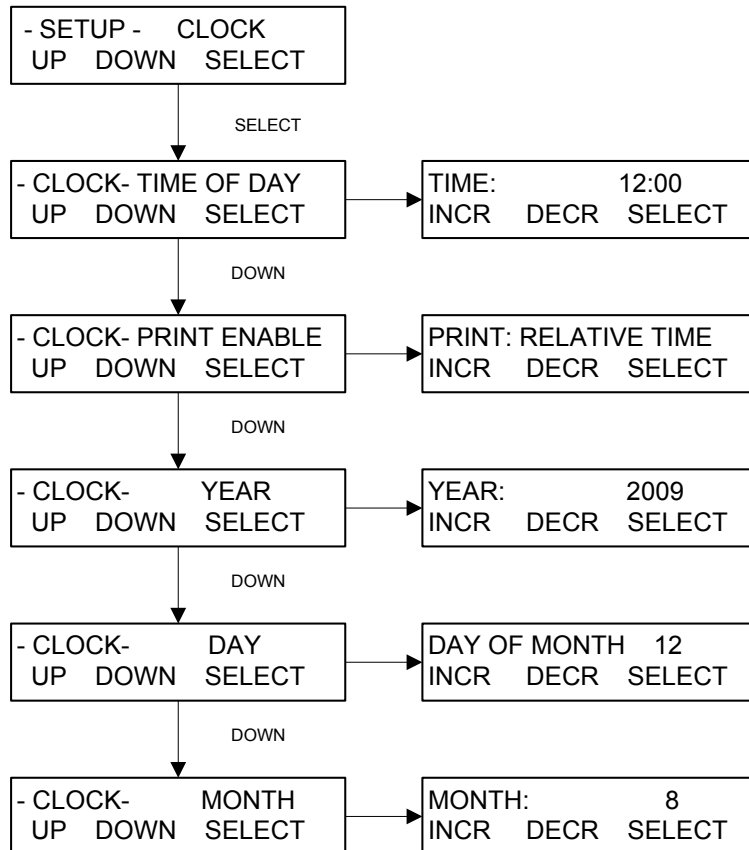 - SETUP - CLOCK
UP DOWN SELECT
SELECT
- CLOCK- TIME OF DAY
UP DOWN SELECT
TIME: 12:00
INCR DECR SELECT
DOWN
- CLOCK- PRINT ENABLE
UP DOWN SELECT
PRINT: RELATIVE TIME
INCR DECR SELECT
DOWN
- CLOCK- YEAR
UP DOWN SELECT
YEAR: 2009
INCR DECR SELECT
DOWN
- CLOCK- DAY
UP DOWN SELECT
DAY OF MONTH 12
INCR DECR SELECT
DOWN
- CLOCK- MONTH
UP DOWN SELECT
MONTH: 8
INCR DECR SELECT